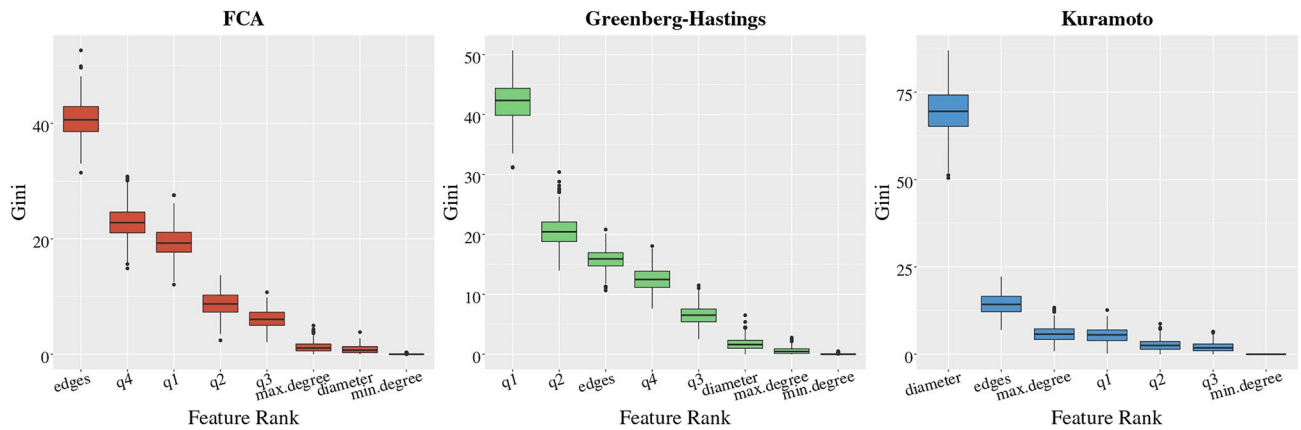 FCA
Gini
40
20
0
edges q4 q1 q2 q3 max.degree diameter min.degree
Feature Rank
Greenberg-Hastings
Gini
50
40
30
20
10
0
q1 q2 edges q4 q3 diameter max.degree min.degree
Feature Rank
Kuramoto
Gini
75
50
25
0
diameter edges max.degree q1 q2 q3 min.degree
Feature Rank